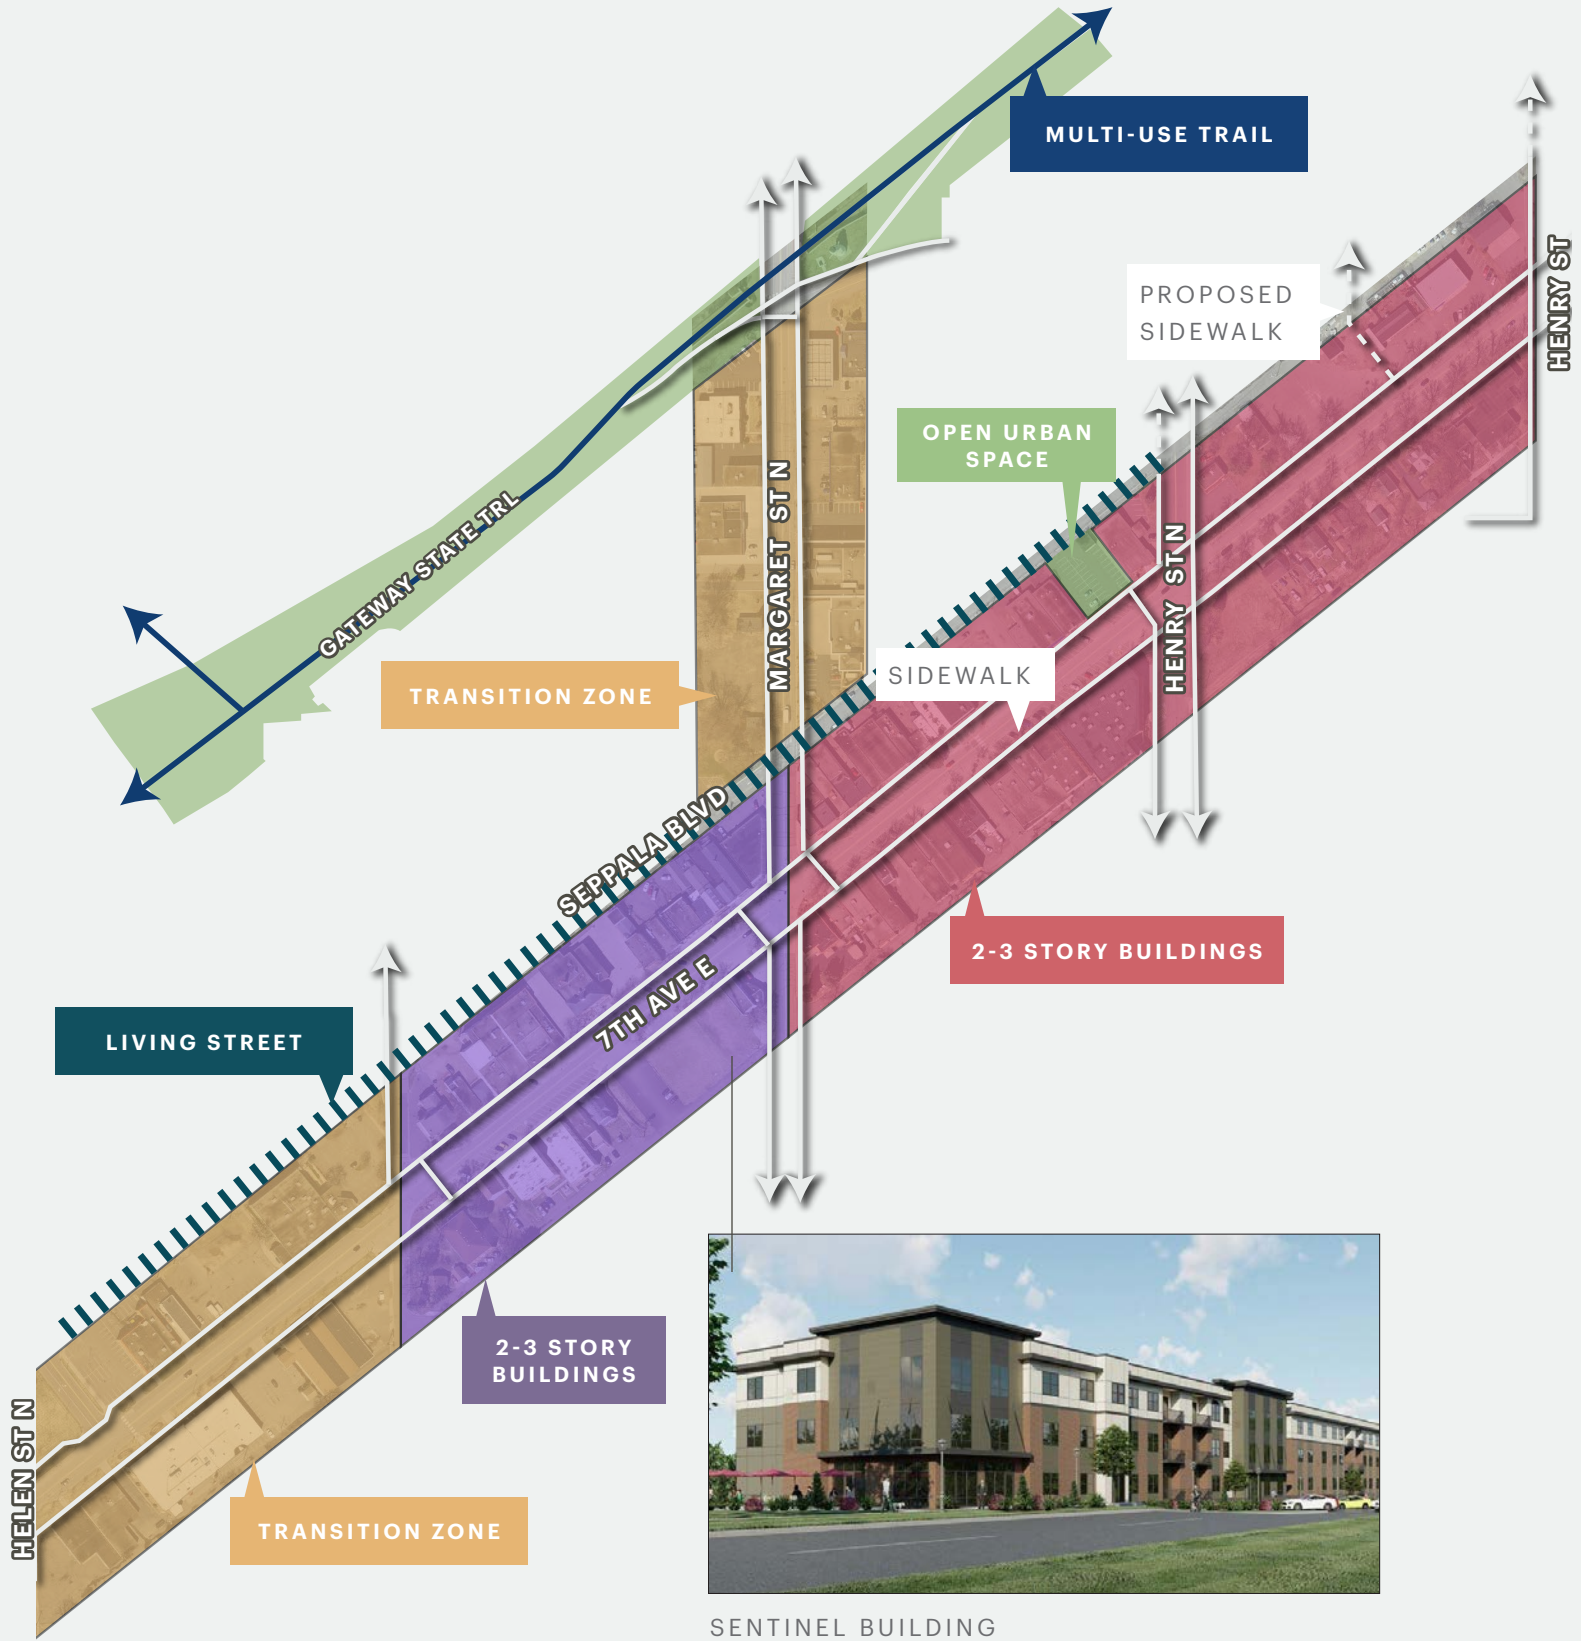 MULTI-USE TRAIL
HENRY ST
PROPOSED
SIDEWALK
OPEN URBAN
SPACE
MARGARET ST N
GATEWAY STATE TRL
HENRY ST N
TRANSITION ZONE
SIDEWALK
SEPPALA BLVD
2-3 STORY BUILDINGS
7TH AVE E
LIVING STREET
2-3 STORY
BUILDINGS
HELEN ST N
TRANSITION ZONE
SENTINEL BUILDING